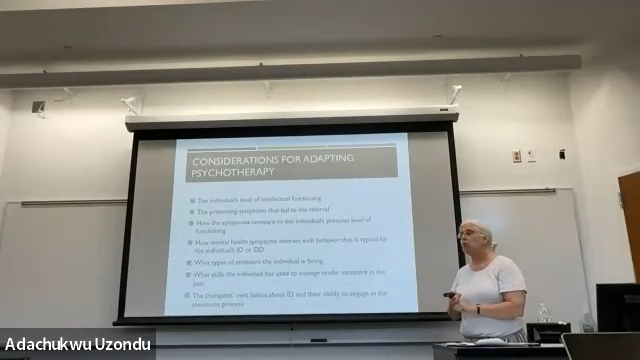 CONSIDERATIONS FOR ADAPTING
PSYCHOTHERAPY
The individual's level of intellectual functioning
The presenting symptoms that led to the referral
How the symptoms compare to the individual's previous level of
functioning
How mental health symptoms interact with behavior that is typical for
the individual's ID or DD
What types of stressors the individual is facing
What skills the individual has used to manage similar stressors in the
past
The therapists' own biases about ID and their ability to engage in the
treatment process
Adachukwu Uzondu